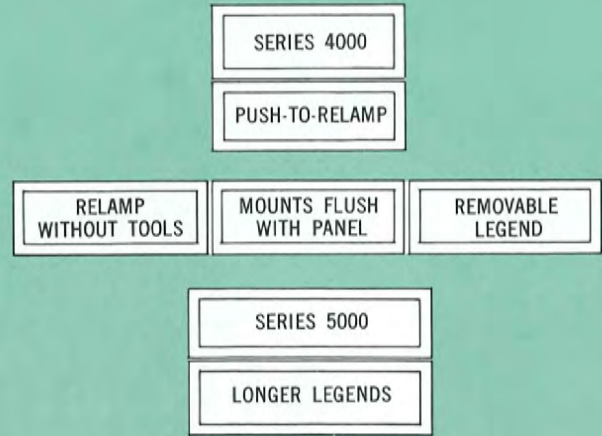 SERIES 4000
PUSH-TO-RELAMP
RELAMP
WITHOUT TOOLS
MOUNTS FLUSH
WITH PANEL
REMOVABLE
LEGEND
SERIES 5000
LONGER LEGENDS